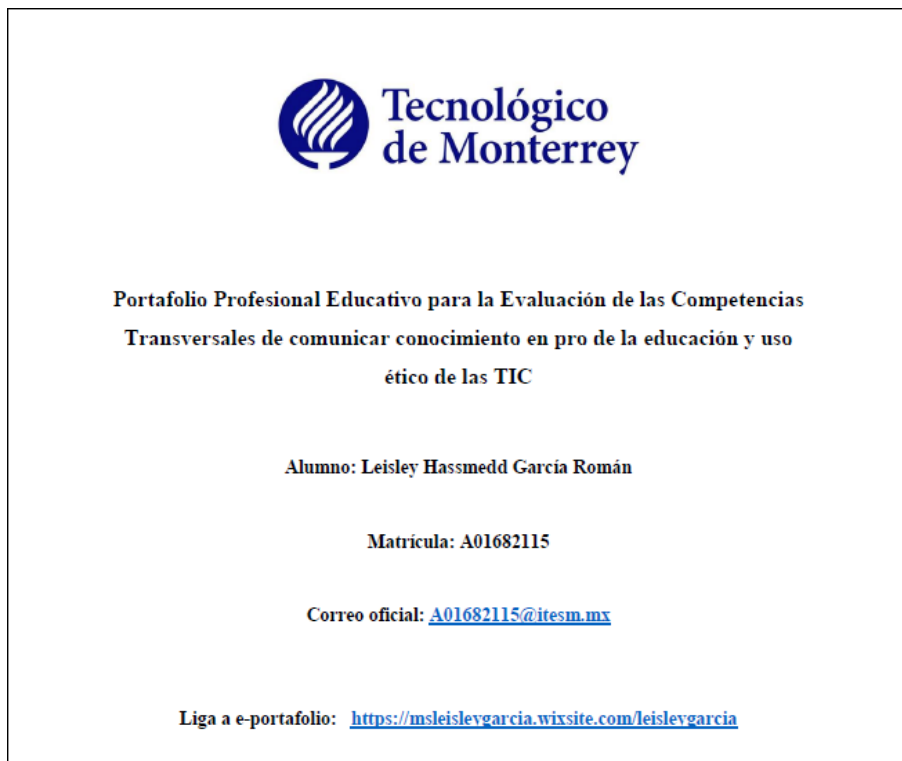 Tecnológico
de Monterrey
Portafolio Profesional Educativo para la Evaluación de las Competencias
Transversales de comunicar conocimiento en pro de la educación y uso
ético de las TIC
Alumno: Leisley Hassmedd García Román
Matrícula: A01682115
Correo oficial: A01682115@itesm.mx
Liga a e-portafolio: https://msleisleygarcia.wixsite.com/leisleygarcia